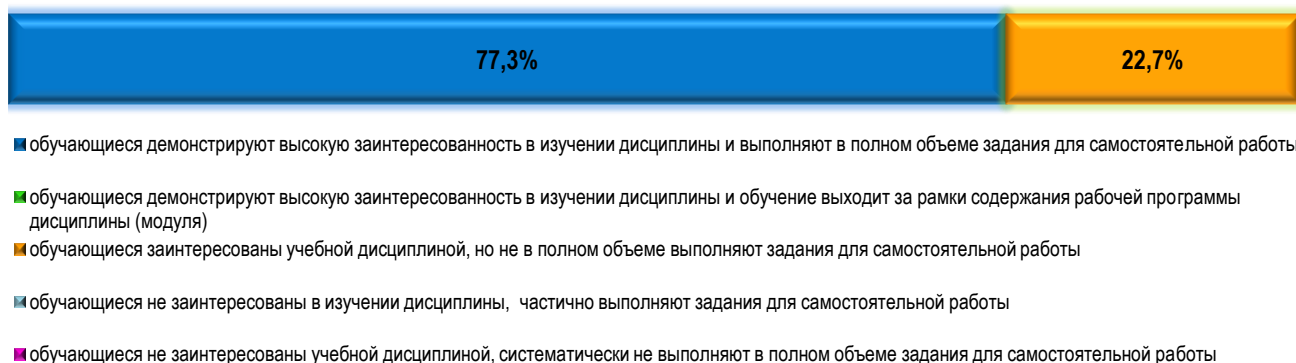 77,3% 22,7%
обучающиеся демонстрируют высокую заинтересованность в изучении дисциплины и выполняют в полном объеме задания для самостоятельной работы
обучающиеся демонстрируют высокую заинтересованность в изучении дисциплины и обучение выходит за рамки содержания рабочей программы
дисциплины (модуля)
обучающиеся заинтересованы учебной дисциплиной, но не в полном объеме выполняют задания для самостоятельной работы
обучающиеся не заинтересованы в изучении дисциплины, частично выполняют задания для самостоятельной работы
обучающиеся не заинтересованы учебной дисциплиной, систематически не выполняют в полном объеме задания для самостоятельной работы